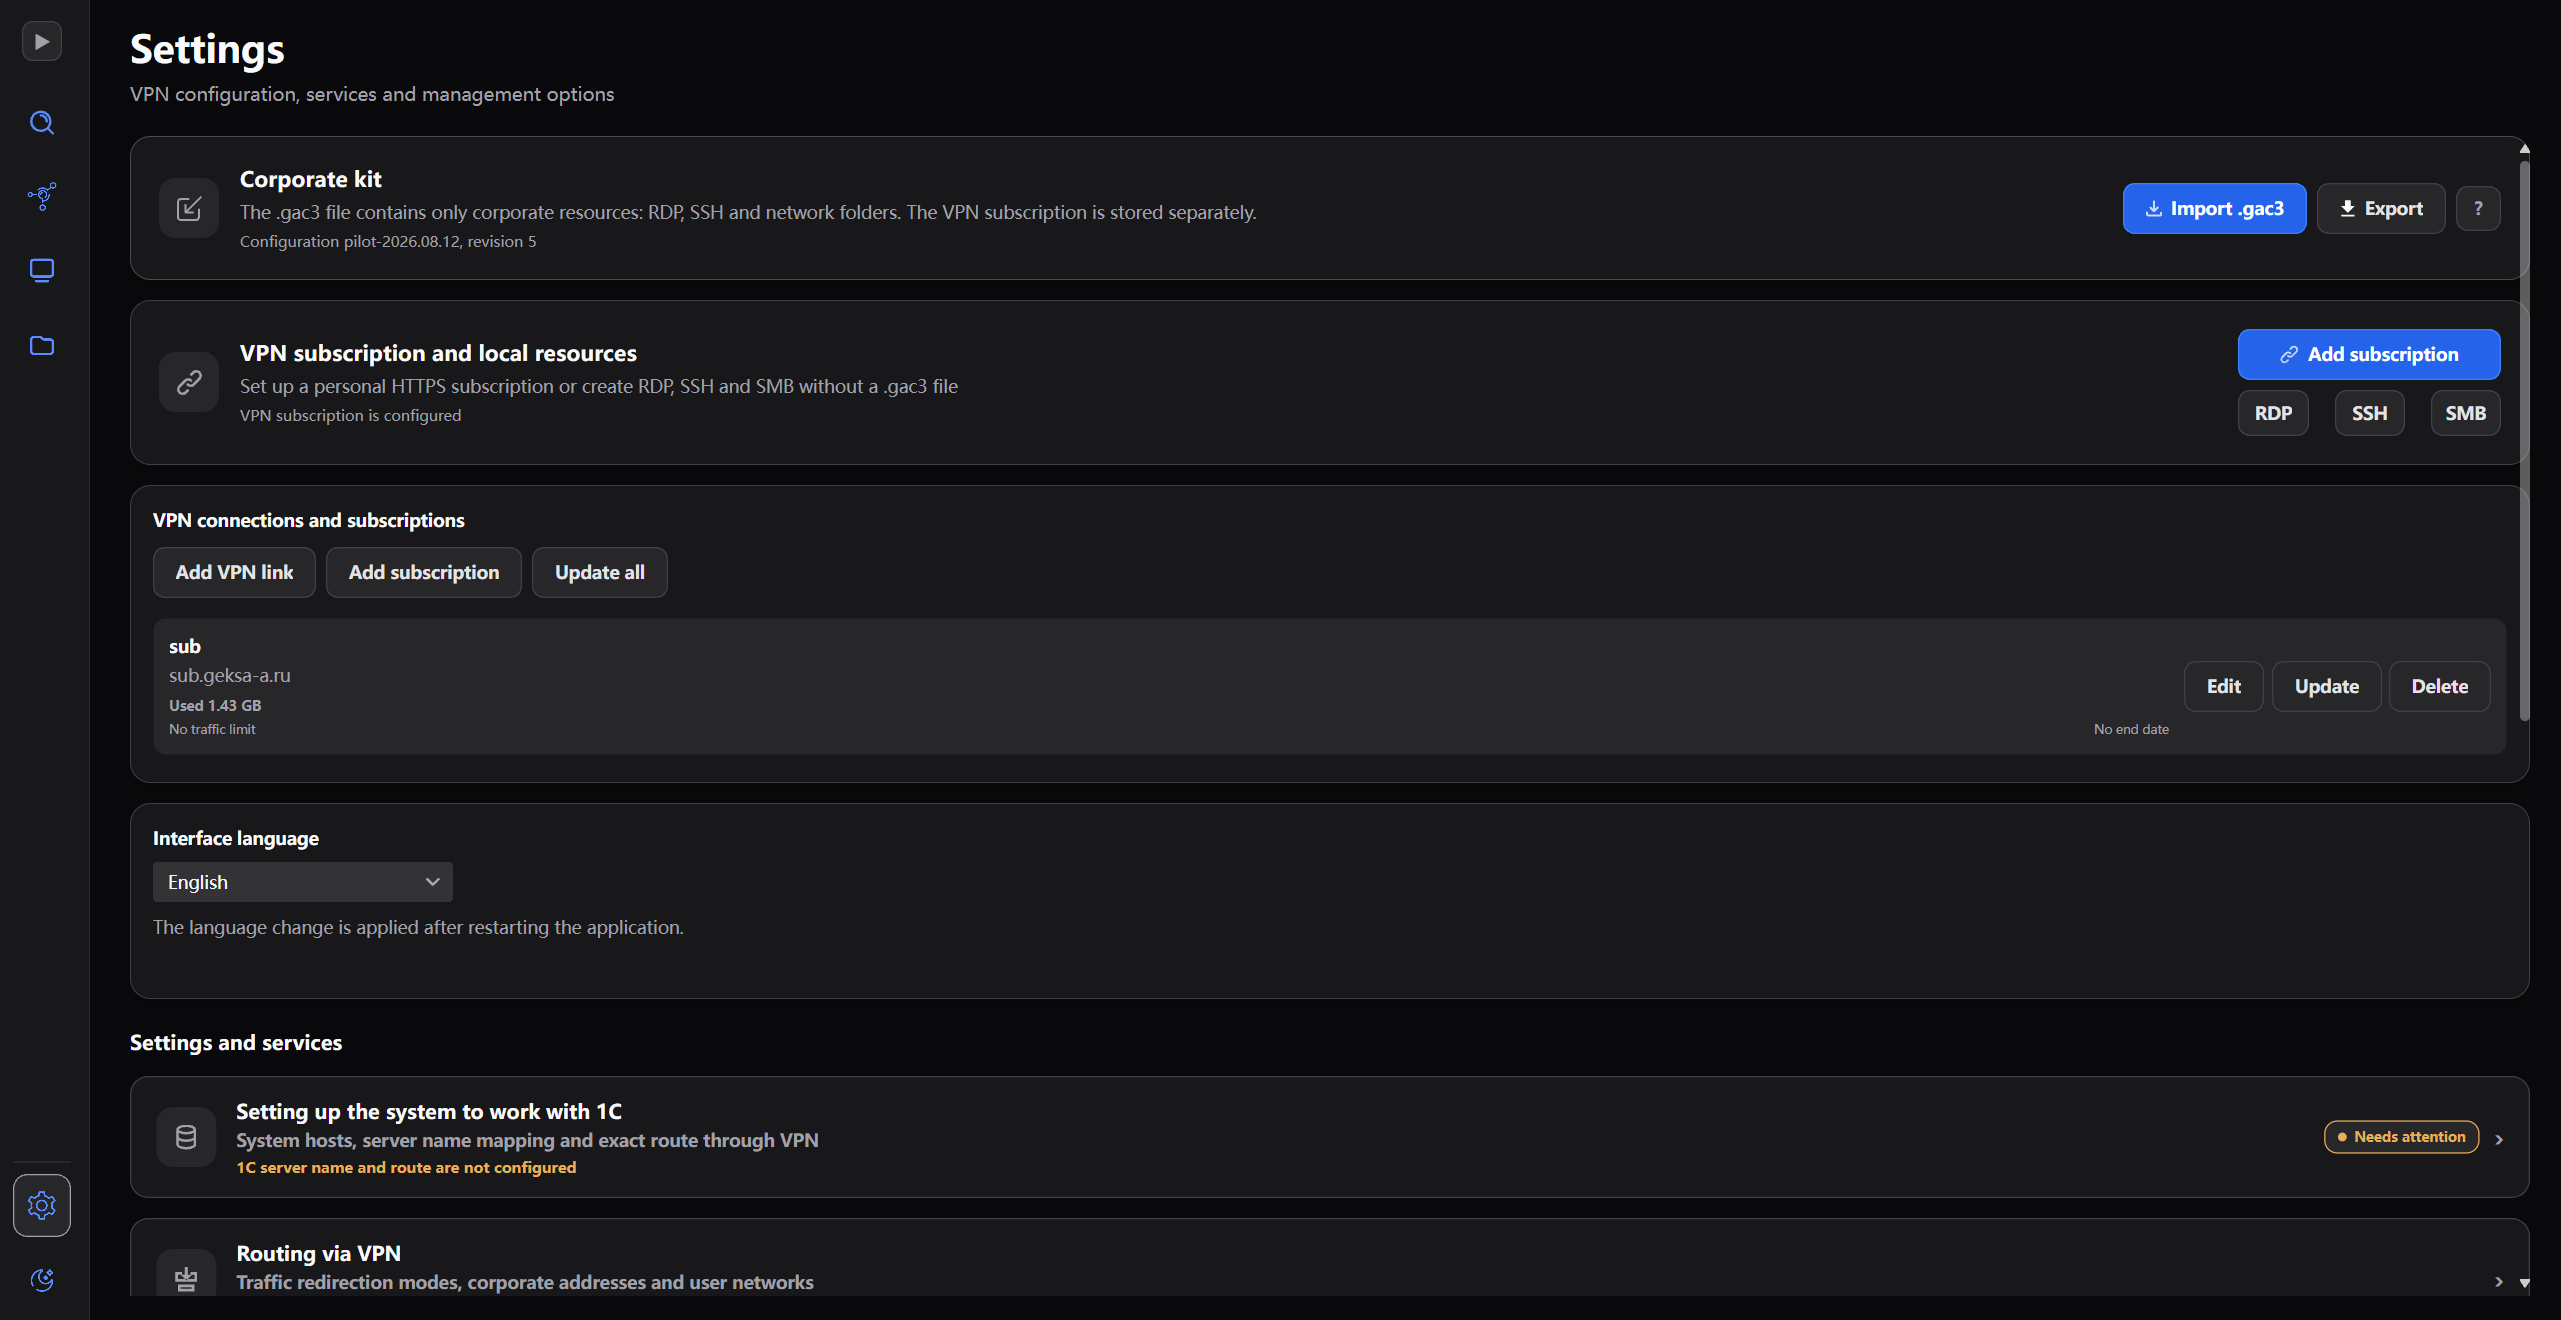 Settings
VPN configuration, services and management options
Corporate kit
The .gac3 file contains only corporate resources: RDP, SSH and network folders. The VPN subscription is stored separately.
Configuration pilot-2026.08.12, revision 5
Import .gac3
Export
?
VPN subscription and local resources
Set up a personal HTTPS subscription or create RDP, SSH and SMB without a .gac3 file
VPN subscription is configured
Add subscription
RDP
SSH
SMB
VPN connections and subscriptions
Add VPN link
Add subscription
Update all
sub
sub.geksa-a.ru
Used 1.43 GB
No traffic limit
No end date
Edit
Update
Delete
Interface language
English
The language change is applied after restarting the application.
Settings and services
Setting up the system to work with 1C
System hosts, server name mapping and exact route through VPN
1C server name and route are not configured
Needs attention
Routing via VPN
Traffic redirection modes, corporate addresses and user networks